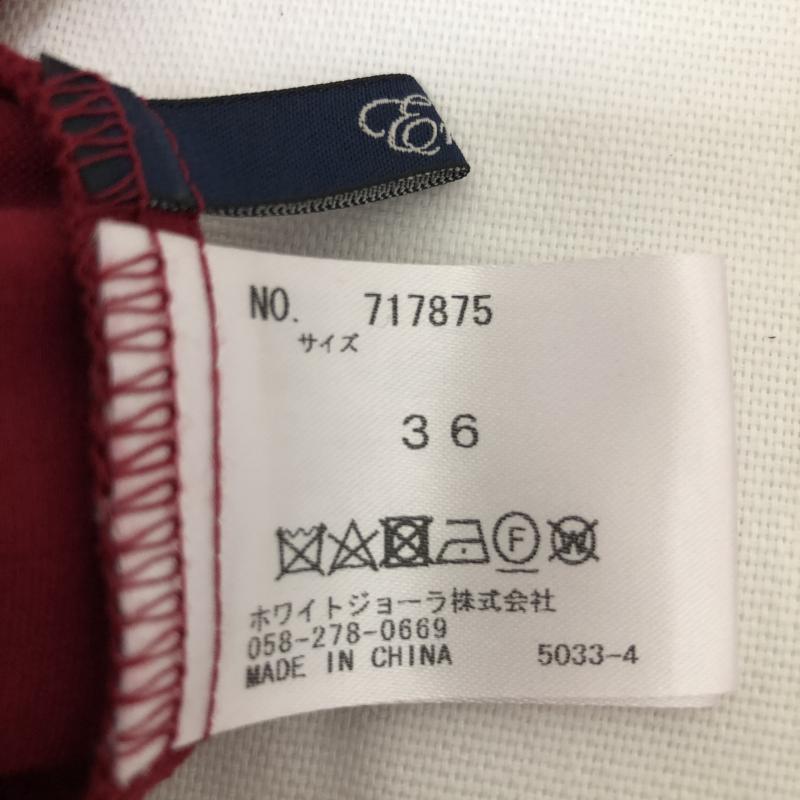 NO. 717875
サイズ
36
F W
ホワイトジョーラ株式会社
058-278-0669
MADE IN CHINA 5033-4